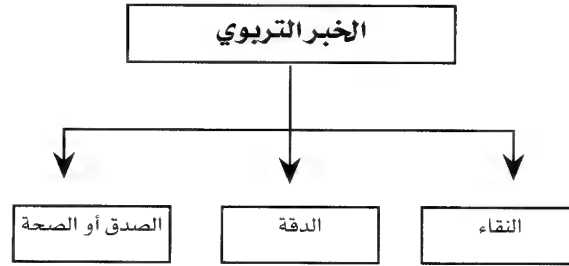 الخبر التربوي
النقاء
الدقة
الصدق أو الصحة